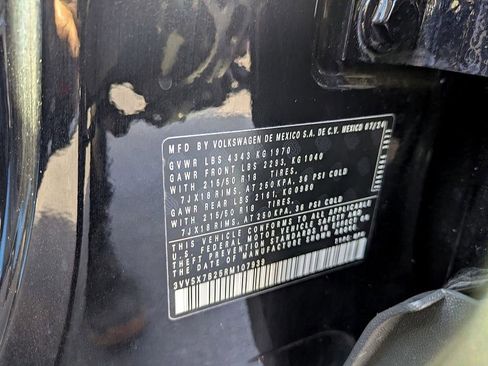 MFD BY VOLKSWAGEN DE MEXICO S.A. DE C.V. MEXICO 07/24
GVWR LBS 4343 KG 1970
GAWR FRONT LBS 2293, KG 1040
WITH 215/50 R18 TIRES,
7JX18 RIMS, AT 250 KPA, 36 PSI COLD
GAWR REAR LBS 2161, KG 0980
WITH 215/50 R18 TIRES,
7JX18 RIMS, AT 250 KPA, 36 PSI COLD
THIS VEHICLE CONFORMS TO ALL APPLICABLE
U.S. FEDERAL MOTOR VEHICLE SAFETY AND
THEFT PREVENTION STANDARDS IN EFFECT ON
THE DATE OF MANUFACTURE SHOWN ABOVE.
TYPE: MPV